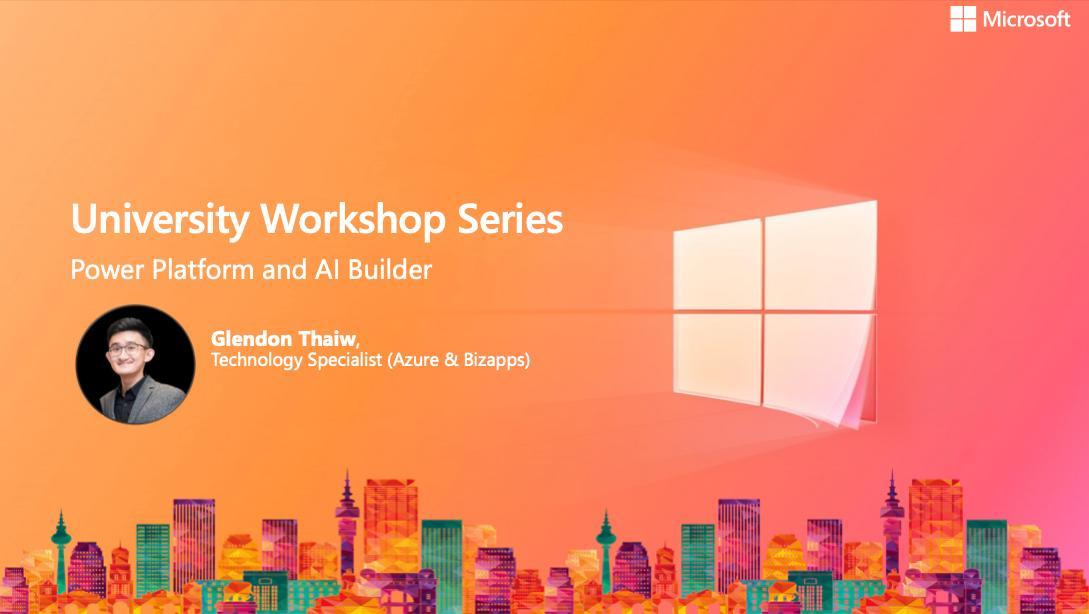 Microsoft
University Workshop Series
Power Platform and AI Builder
Glendon Thaiw,
Technology Specialist (Azure & Bizapps)